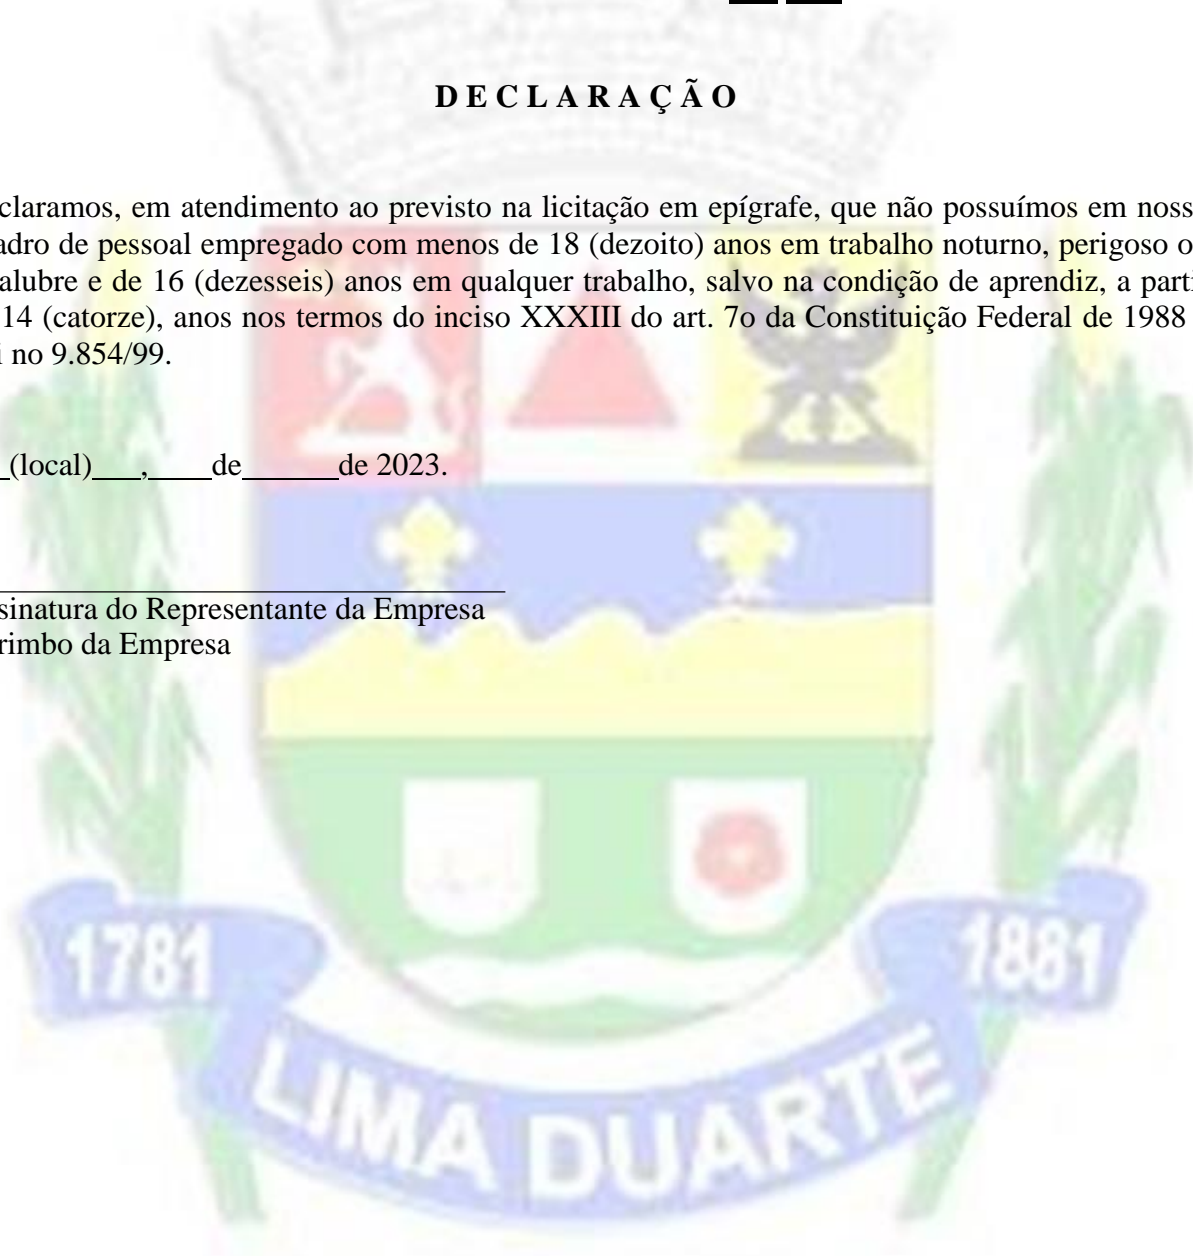 D E C L A R A Ç Ã O
claramos, em atendimento ao previsto na licitação em epígrafe, que não possuímos em noss
adro de pessoal empregado com menos de 18 (dezoito) anos em trabalho noturno, perigoso o
alubre e de 16 (dezesseis) anos em qualquer trabalho, salvo na condição de aprendiz, a parti
14 (catorze), anos nos termos do inciso XXXIII do art. 7o da Constituição Federal de 1988
i no 9.854/99.
_(local)___,____de______de 2023.
sinatura do Representante da Empresa
rimbo da Empresa
1781
1881
LIMA DUARTE